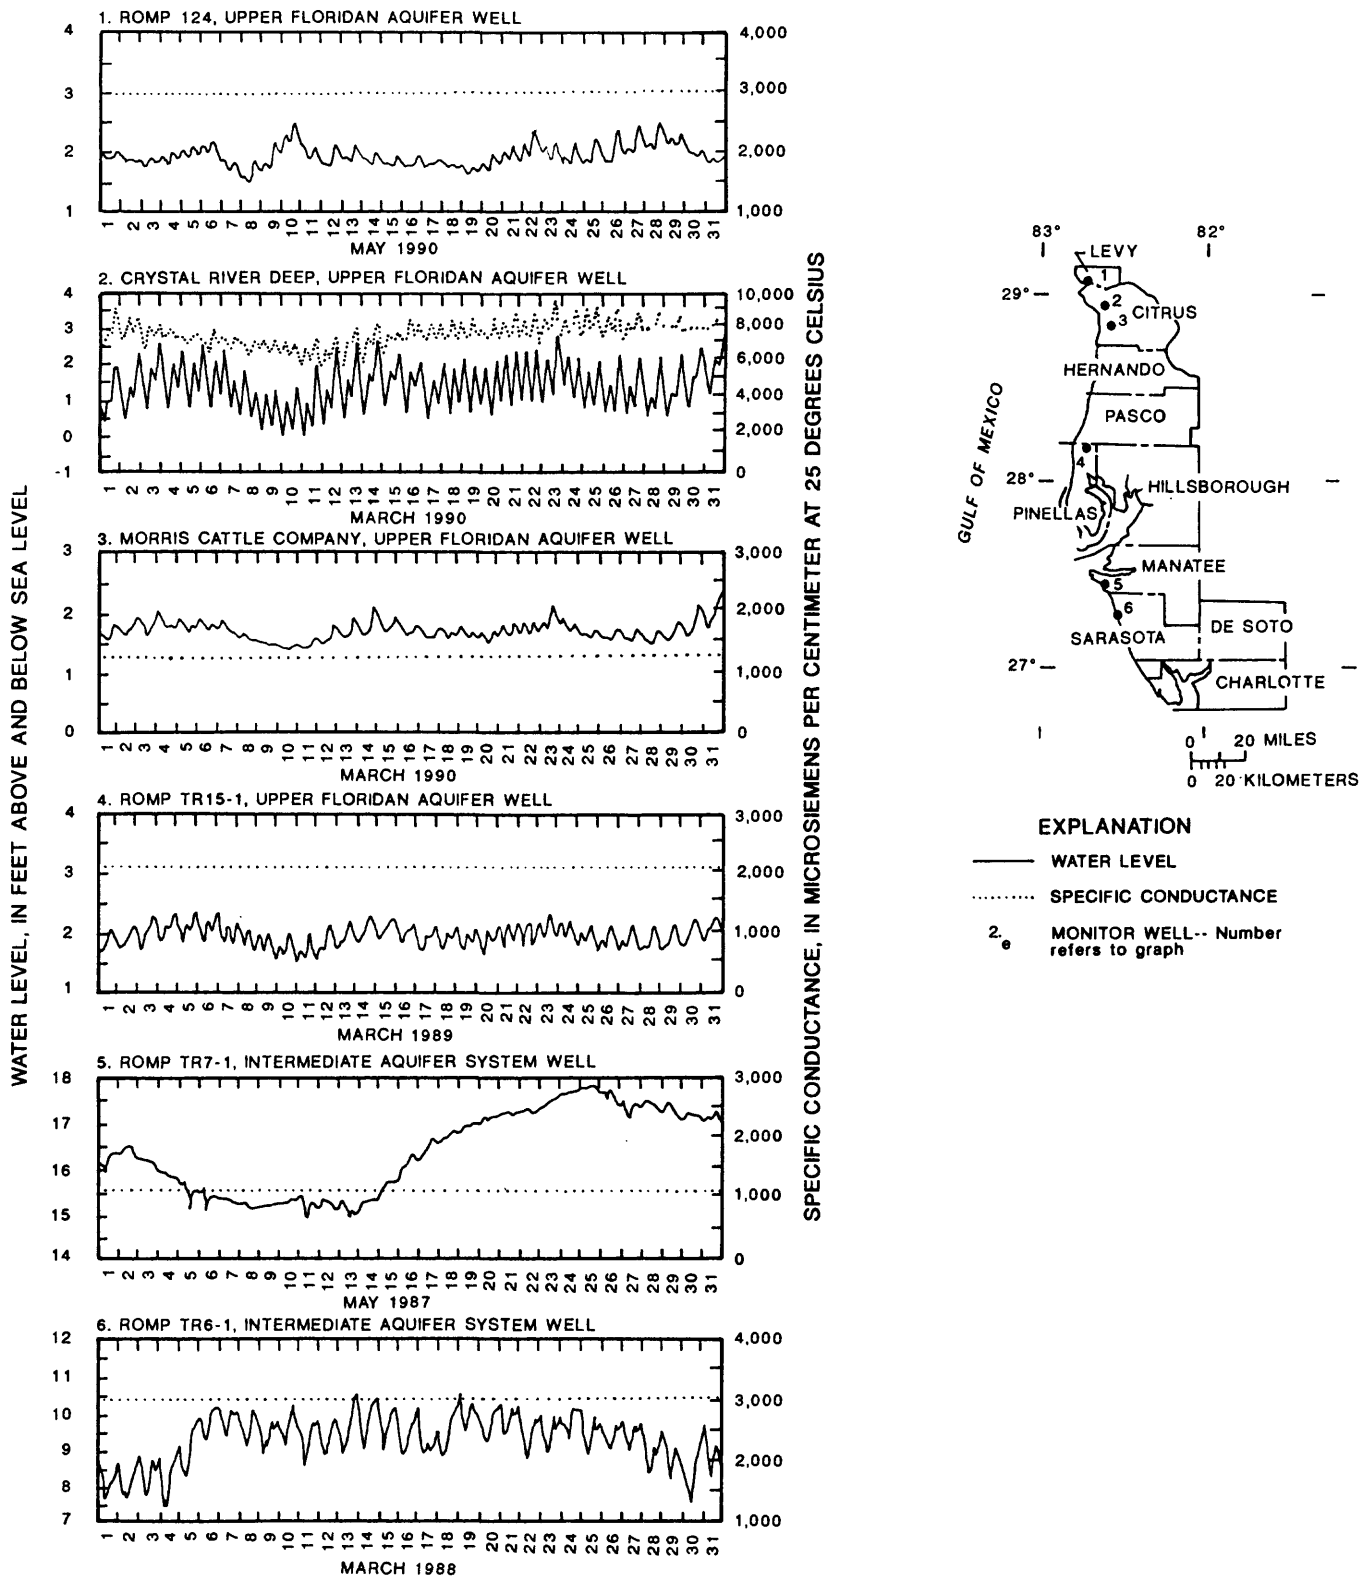 WATER LEVEL, IN FEET ABOVE AND BELOW SEA LEVEL
1. ROMP 124, UPPER FLORIDAN AQUIFER WELL
4
3
2
1
4,000
3,000
2,000
1,000
1 2 3 4 5 6 7 8 9 10 11 12 13 14 15 16 17 18 19 20 21 22 23 24 25 26 27 28 29 30 31
MAY 1990
2. CRYSTAL RIVER DEEP, UPPER FLORIDAN AQUIFER WELL
4
3
2
1
0
-1
10,000
8,000
6,000
4,000
2,000
0
1 2 3 4 5 6 7 8 9 10 11 12 13 14 15 16 17 18 19 20 21 22 23 24 25 26 27 28 29 30 31
MARCH 1990
3. MORRIS CATTLE COMPANY, UPPER FLORIDAN AQUIFER WELL
3
2
1
0
3,000
2,000
1,000
0
1 2 3 4 5 6 7 8 9 10 11 12 13 14 15 16 17 18 19 20 21 22 23 24 25 26 27 28 29 30 31
MARCH 1990
4. ROMP TR15-1, UPPER FLORIDAN AQUIFER WELL
4
3
2
1
3,000
2,000
1,000
0
1 2 3 4 5 6 7 8 9 10 11 12 13 14 15 16 17 18 19 20 21 22 23 24 25 26 27 28 29 30 31
MARCH 1989
5. ROMP TR7-1, INTERMEDIATE AQUIFER SYSTEM WELL
18
17
16
15
14
3,000
2,000
1,000
0
1 2 3 4 5 6 7 8 9 10 11 12 13 14 15 16 17 18 19 20 21 22 23 24 25 26 27 28 29 30 31
MAY 1987
6. ROMP TR6-1, INTERMEDIATE AQUIFER SYSTEM WELL
12
11
10
9
8
7
4,000
3,000
2,000
1,000
1 2 3 4 5 6 7 8 9 10 11 12 13 14 15 16 17 18 19 20 21 22 23 24 25 26 27 28 29 30 31
MARCH 1988
SPECIFIC CONDUCTANCE, IN MICROSIEMENS PER CENTIMETER AT 25 DEGREES CELSIUS
83° 82°
LEVY
1
29°
2
CITRUS
3
HERNANDO
GULF OF MEXICO
PASCO
4
28°
HILLSBOROUGH
PINELLAS
MANATEE
5
6
DE SOTO
SARASOTA
27°
CHARLOTTE
0 20 MILES
0 20 KILOMETERS
EXPLANATION
WATER LEVEL
SPECIFIC CONDUCTANCE
2. e MONITOR WELL-- Number
refers to graph